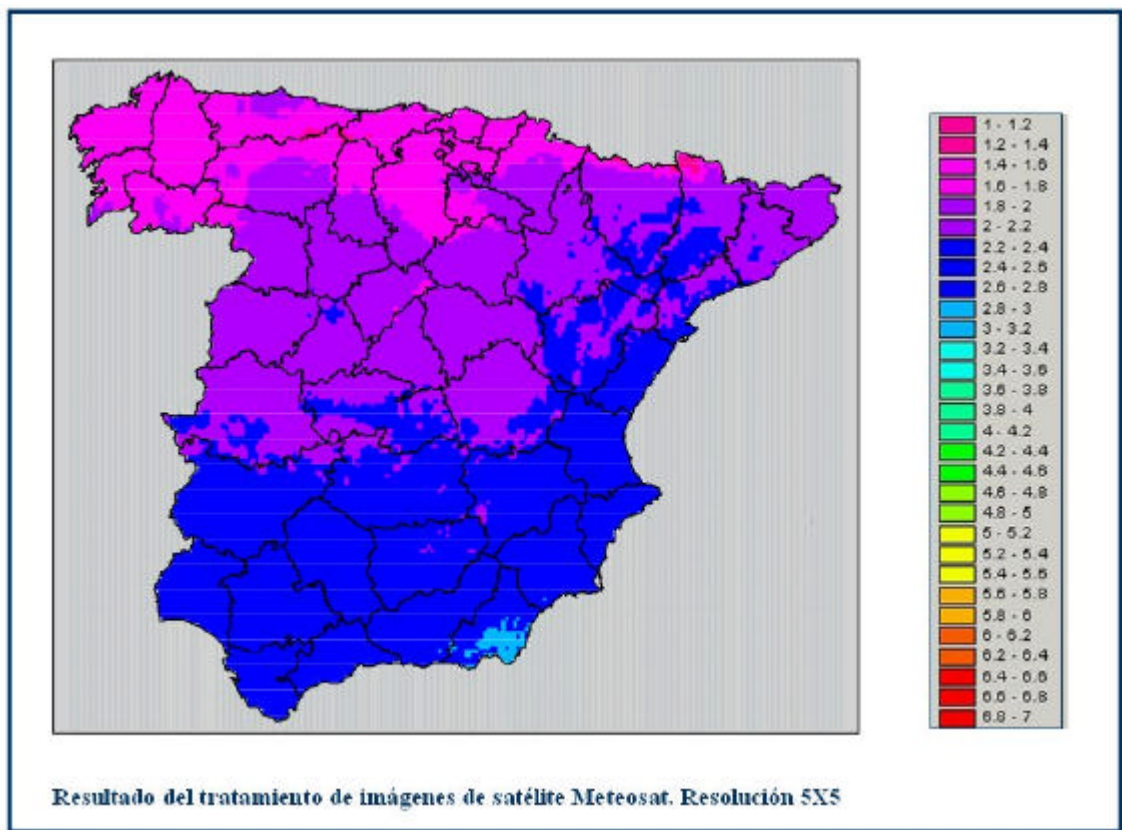 1 - 1.2
1.2 - 1.4
1.4 - 1.6
1.6 - 1.8
1.8 - 2
2 - 2.2
2.2 - 2.4
2.4 - 2.6
2.6 - 2.8
2.8 - 3
3 - 3.2
3.2 - 3.4
3.4 - 3.6
3.6 - 3.8
3.8 - 4
4 - 4.2
4.2 - 4.4
4.4 - 4.6
4.6 - 4.8
4.8 - 5
5 - 5.2
5.2 - 5.4
5.4 - 5.6
5.6 - 5.8
5.8 - 6
6 - 6.2
6.2 - 6.4
6.4 - 6.6
6.6 - 6.8
6.8 - 7
Resultado del tratamiento de imágenes de satélite Meteosat. Resolución 5X5